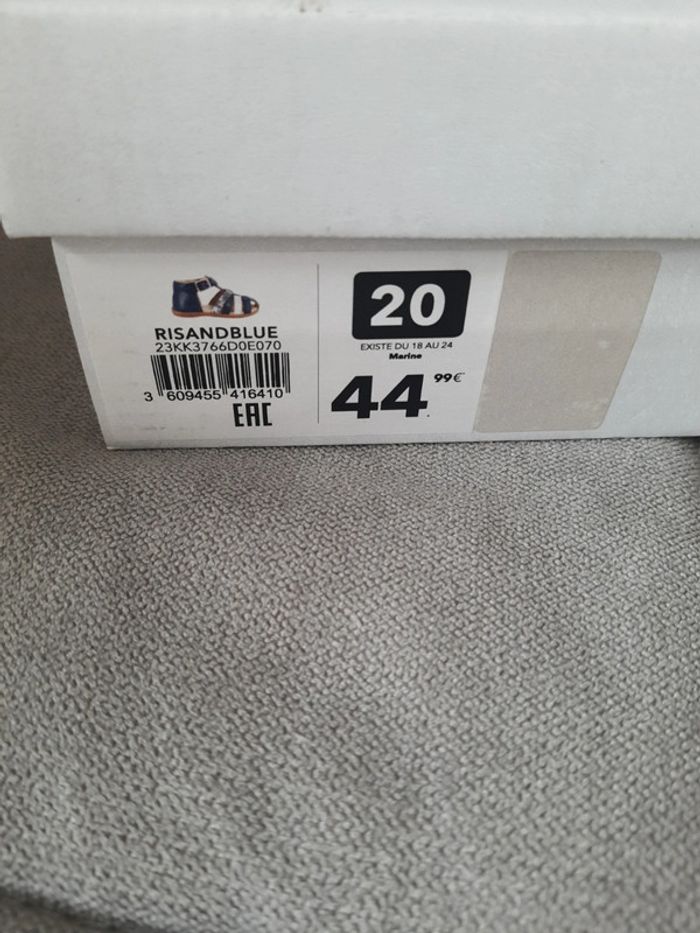 RISANDBLUE
23KK3766D0E070
3 609455 416410
EAC
20
EXISTE DU 18 AU 24
Marine
44.99€